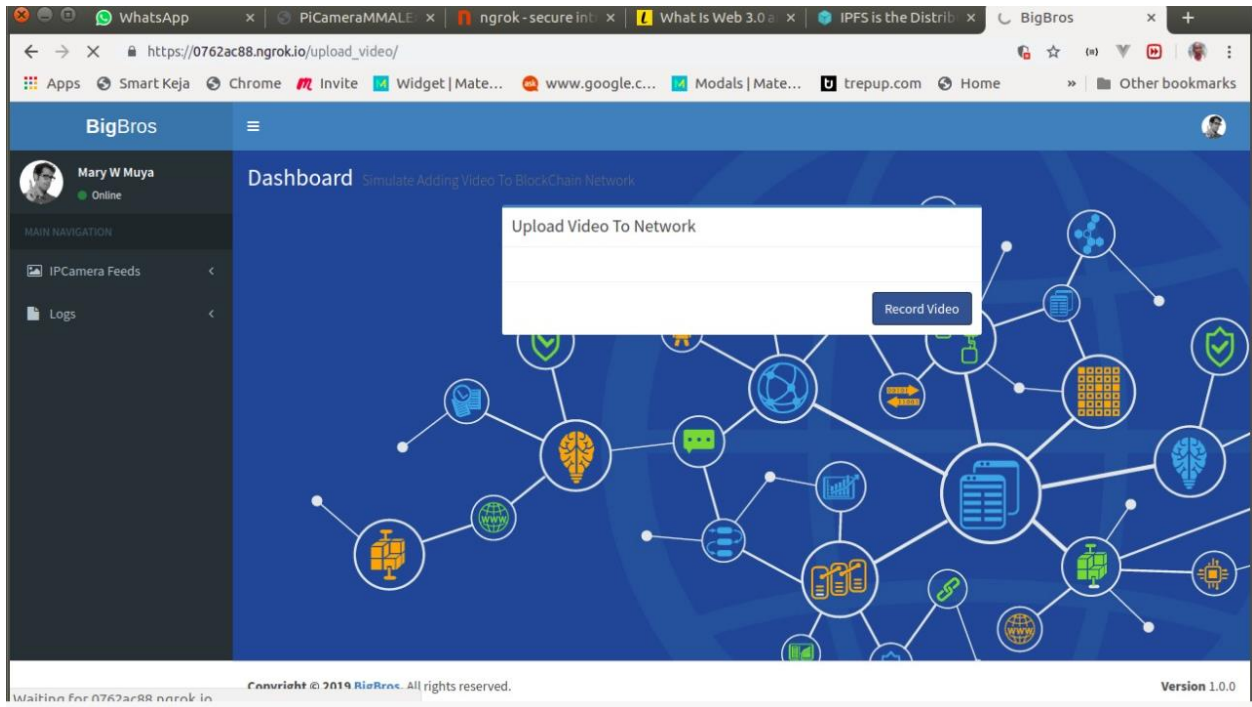 WhatsApp
PiCameraMMALE
ngrok - secure int
What Is Web 3.0 a
IPFS is the Distrib
BigBros
https://0762ac88.ngrok.io/upload_video/
Apps Smart Keja Chrome Invite Widget | Mate... www.google.c... Modals | Mate... trepup.com Home » Other bookmarks
BigBros
Mary W Muya
Online
MAIN NAVIGATION
IPCamera Feeds
Logs
Dashboard Simulate Adding Video To BlockChain Network
Upload Video To Network
Record Video
www
www
Copyright © 2019 BigBros. All rights reserved.
Version 1.0.0
Waiting for 0762ac88.ngrok.io